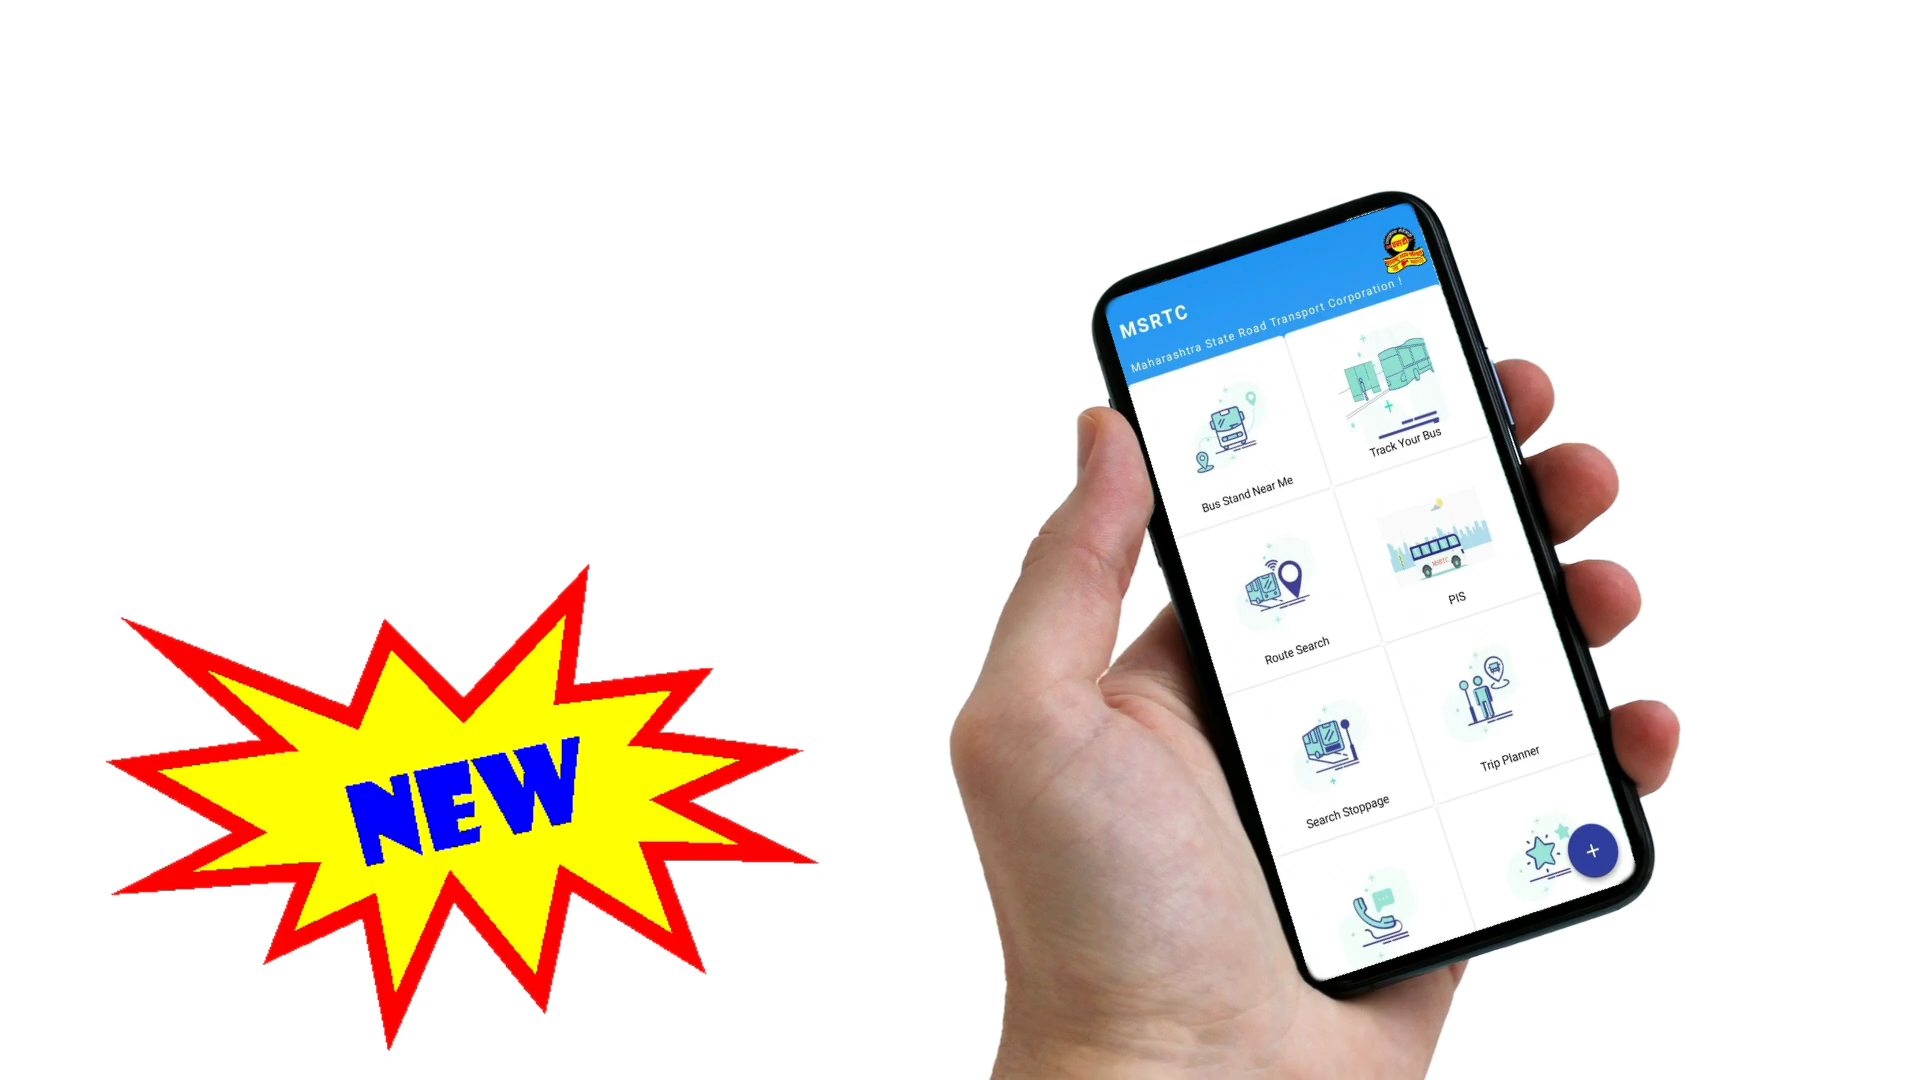 MSRTC
Maharashtra State Road Transport Corporation !
Bus Stand Near Me
Track Your Bus
Route Search
MSRTC
PIS
Search Stoppage
Trip Planner
+
NEW